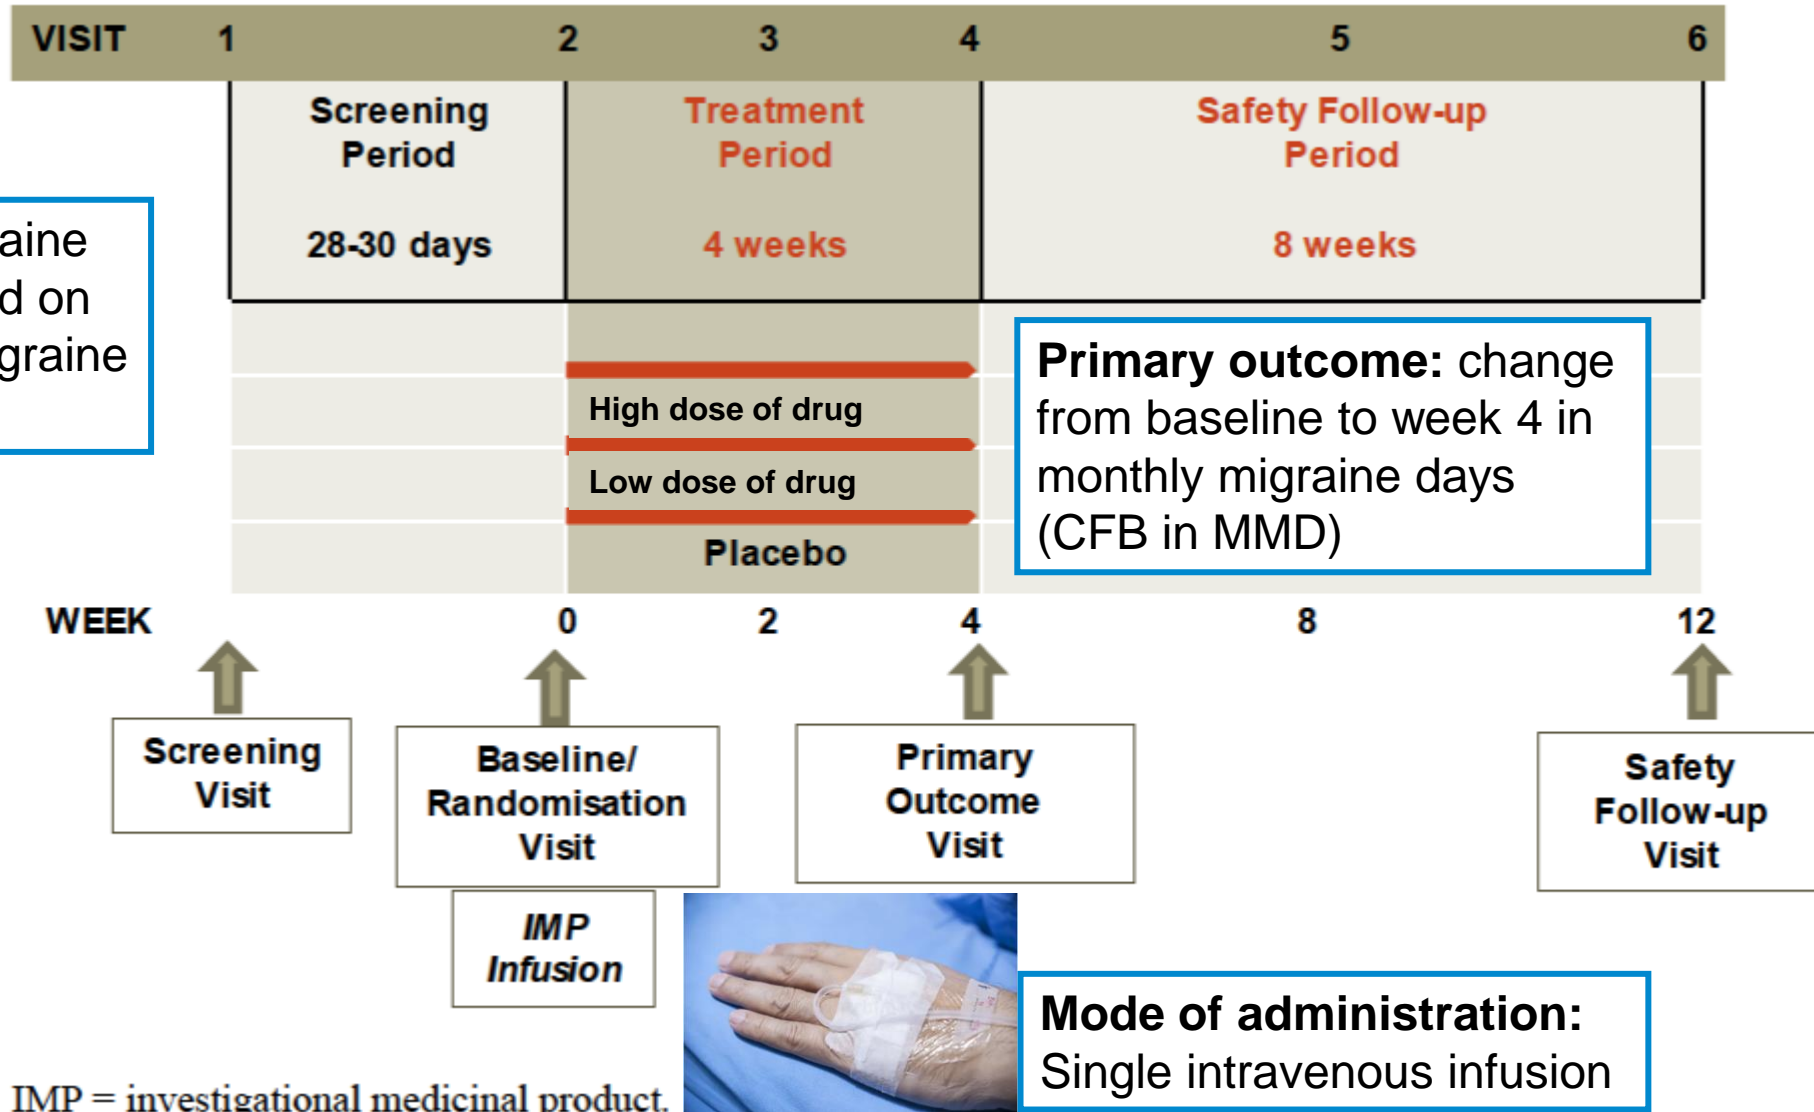 VISIT 1 2 3 4 5 6
Screening
Period
28-30 days
Treatment
Period
4 weeks
Safety Follow-up
Period
8 weeks
aine
d on
graine
High dose of drug
Low dose of drug
Placebo
Primary outcome: change
from baseline to week 4 in
monthly migraine days
(CFB in MMD)
WEEK 0 2 4 8 12
Screening
Visit
Baseline/
Randomisation
Visit
IMP
Infusion
Primary
Outcome
Visit
Safety
Follow-up
Visit
Mode of administration:
Single intravenous infusion
IMP = investigational medicinal product.